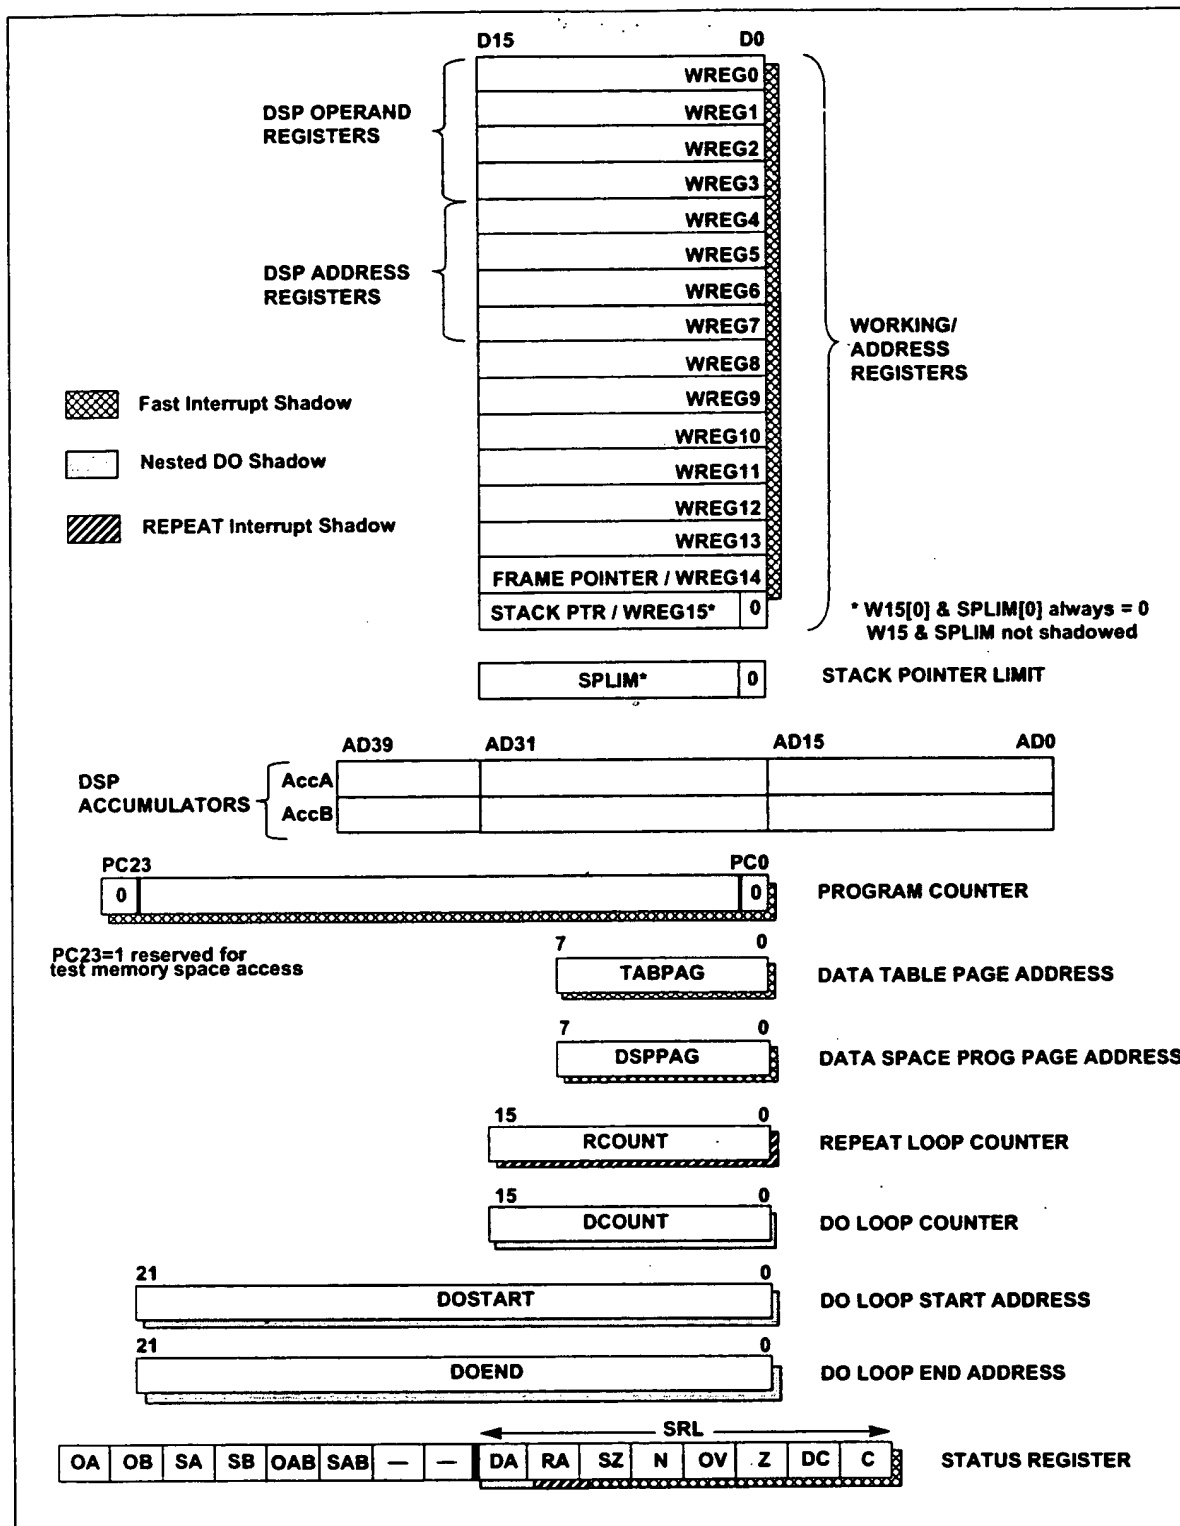 D15 D0
WREG0
DSP OPERAND
REGISTERS
WREG1
WREG2
WREG3
WREG4
DSP ADDRESS
REGISTERS
WREG5
WREG6
WREG7
WORKING/
ADDRESS
REGISTERS
WREG8
Fast Interrupt Shadow
WREG9
WREG10
Nested DO Shadow
WREG11
WREG12
REPEAT Interrupt Shadow
WREG13
FRAME POINTER / WREG14
STACK PTR / WREG15* 0
* W15[0] & SPLIM[0] always = 0
W15 & SPLIM not shadowed
SPLIM* 0 STACK POINTER LIMIT
AD39 AD31 AD15 AD0
DSP
ACCUMULATORS
AccA
AccB
PC23 PC0
0 0 PROGRAM COUNTER
PC23=1 reserved for
test memory space access
7 0
TABPAG DATA TABLE PAGE ADDRESS
7 0
DSPPAG DATA SPACE PROG PAGE ADDRESS
15 0
RCOUNT REPEAT LOOP COUNTER
15 0
DCOUNT DO LOOP COUNTER
21 0
DOSTART DO LOOP START ADDRESS
21 0
DOEND DO LOOP END ADDRESS
SRL
OA OB SA SB OAB SAB — — DA RA SZ N OV Z DC C STATUS REGISTER